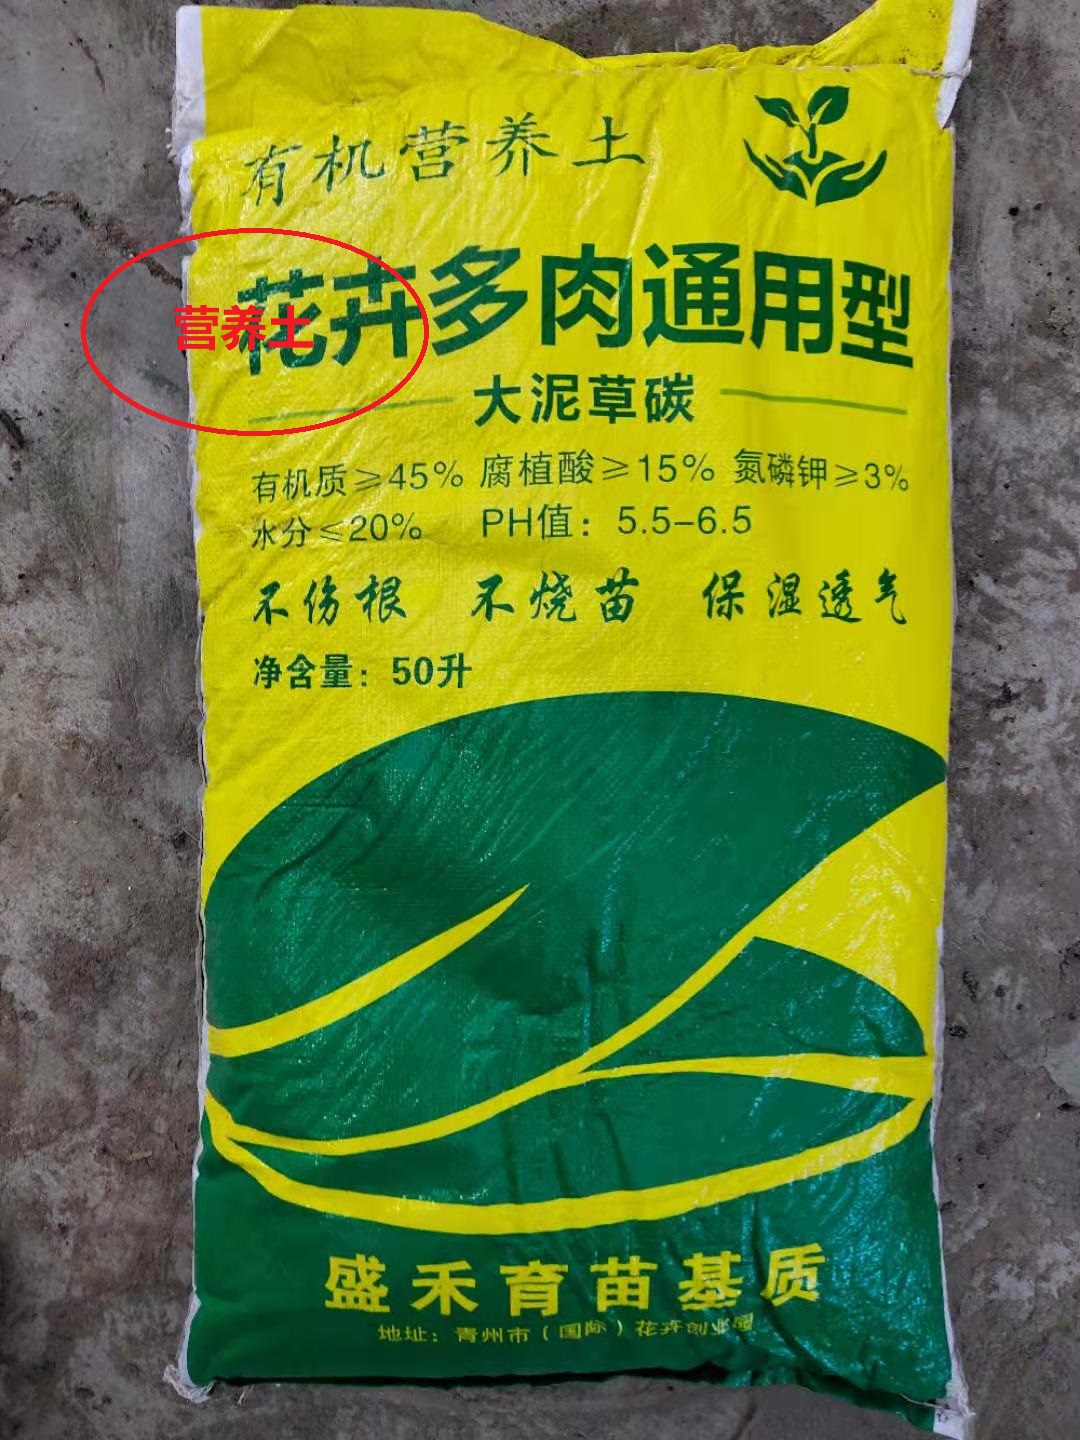 有机营养土
花卉多肉通用型
营养土
大泥草碳
有机质≥45% 腐植酸≥15% 氮磷钾≥3%
水分≤20% PH值：5.5-6.5
不伤根 不烧苗 保湿透气
净含量：50升
盛禾育苗基质
地址：青州市（国际）花卉创业园